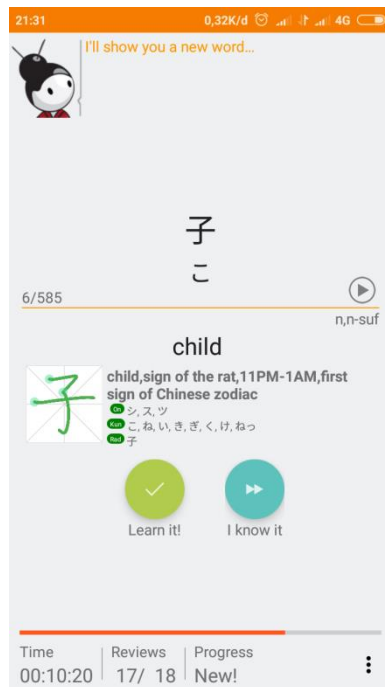 21:31 0,32K/d 4G
I'll show you a new word...
子
こ
6/585
n,n-suf
child
child,sign of the rat,11PM-1AM,first
sign of Chinese zodiac
On シ, ス, ツ
Kun こ, ね, い, き, ぎ, く, け, ねっ
Rad 子
Learn it! I know it
Time Reviews Progress
00:10:20 17/ 18 New!